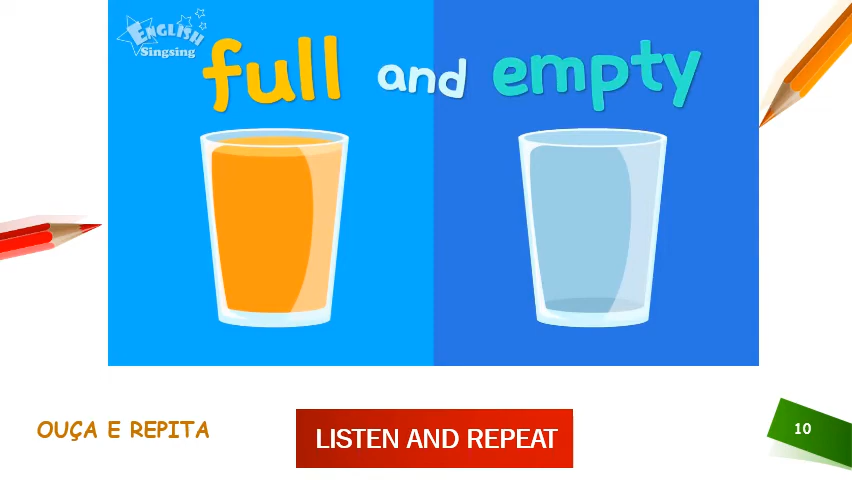 ENGLISH
Singsing
full and empty
OUÇA E REPITA
LISTEN AND REPEAT
10